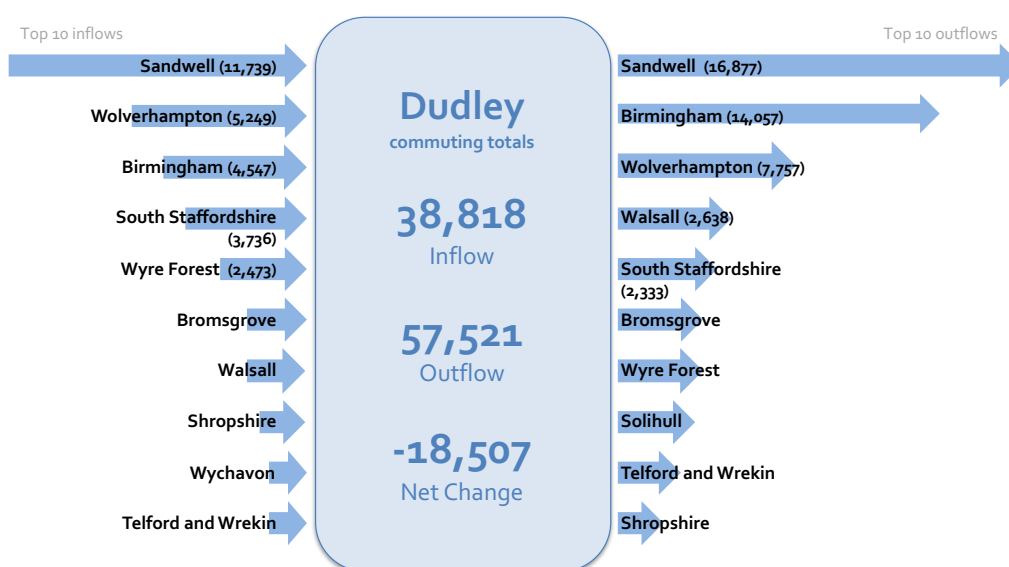 Top 10 inflows
Top 10 outflows
Sandwell (11,739)
Wolverhampton (5,249)
Birmingham (4,547)
South Staffordshire
(3,736)
Wyre Forest (2,473)
Bromsgrove
Walsall
Shropshire
Wychavon
Telford and Wrekin
Dudley
commuting totals
38,818
Inflow
57,521
Outflow
-18,507
Net Change
Sandwell (16,877)
Birmingham (14,057)
Wolverhampton (7,757)
Walsall (2,638)
South Staffordshire
(2,333)
Bromsgrove
Wyre Forest
Solihull
Telford and Wrekin
Shropshire